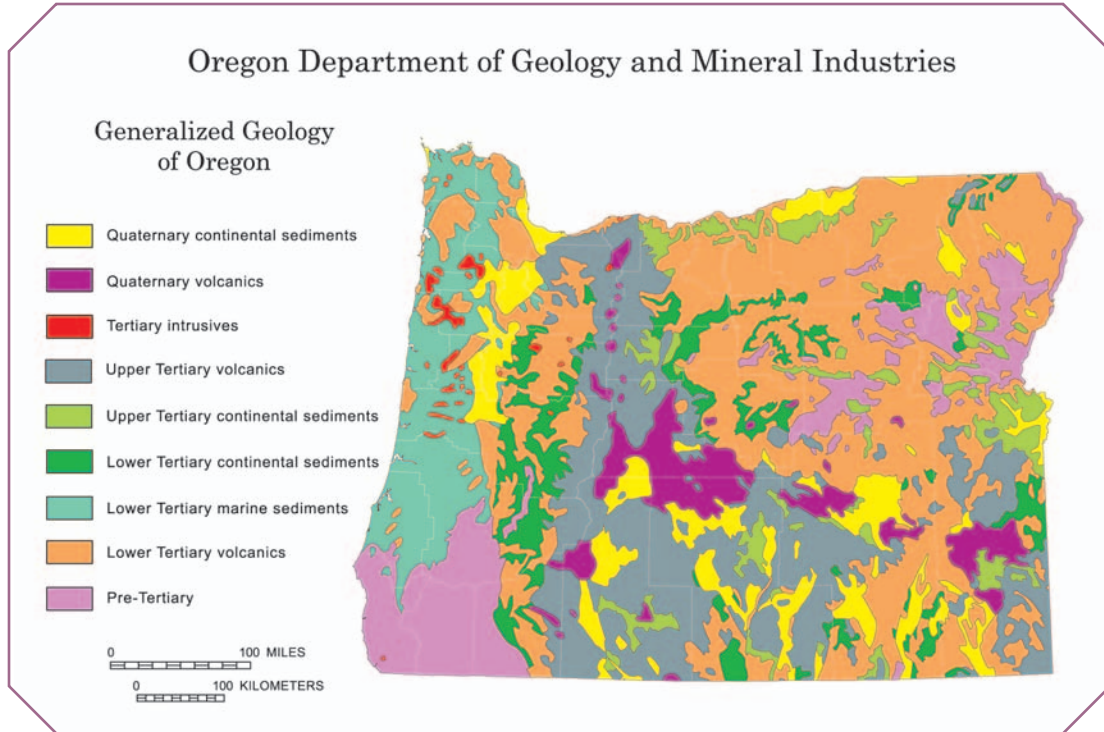 Oregon Department of Geology and Mineral Industries
Generalized Geology
of Oregon
Quaternary continental sediments
Quaternary volcanics
Tertiary intrusives
Upper Tertiary volcanics
Upper Tertiary continental sediments
Lower Tertiary continental sediments
Lower Tertiary marine sediments
Lower Tertiary volcanics
Pre-Tertiary
0 100 MILES
0 100 KILOMETERS